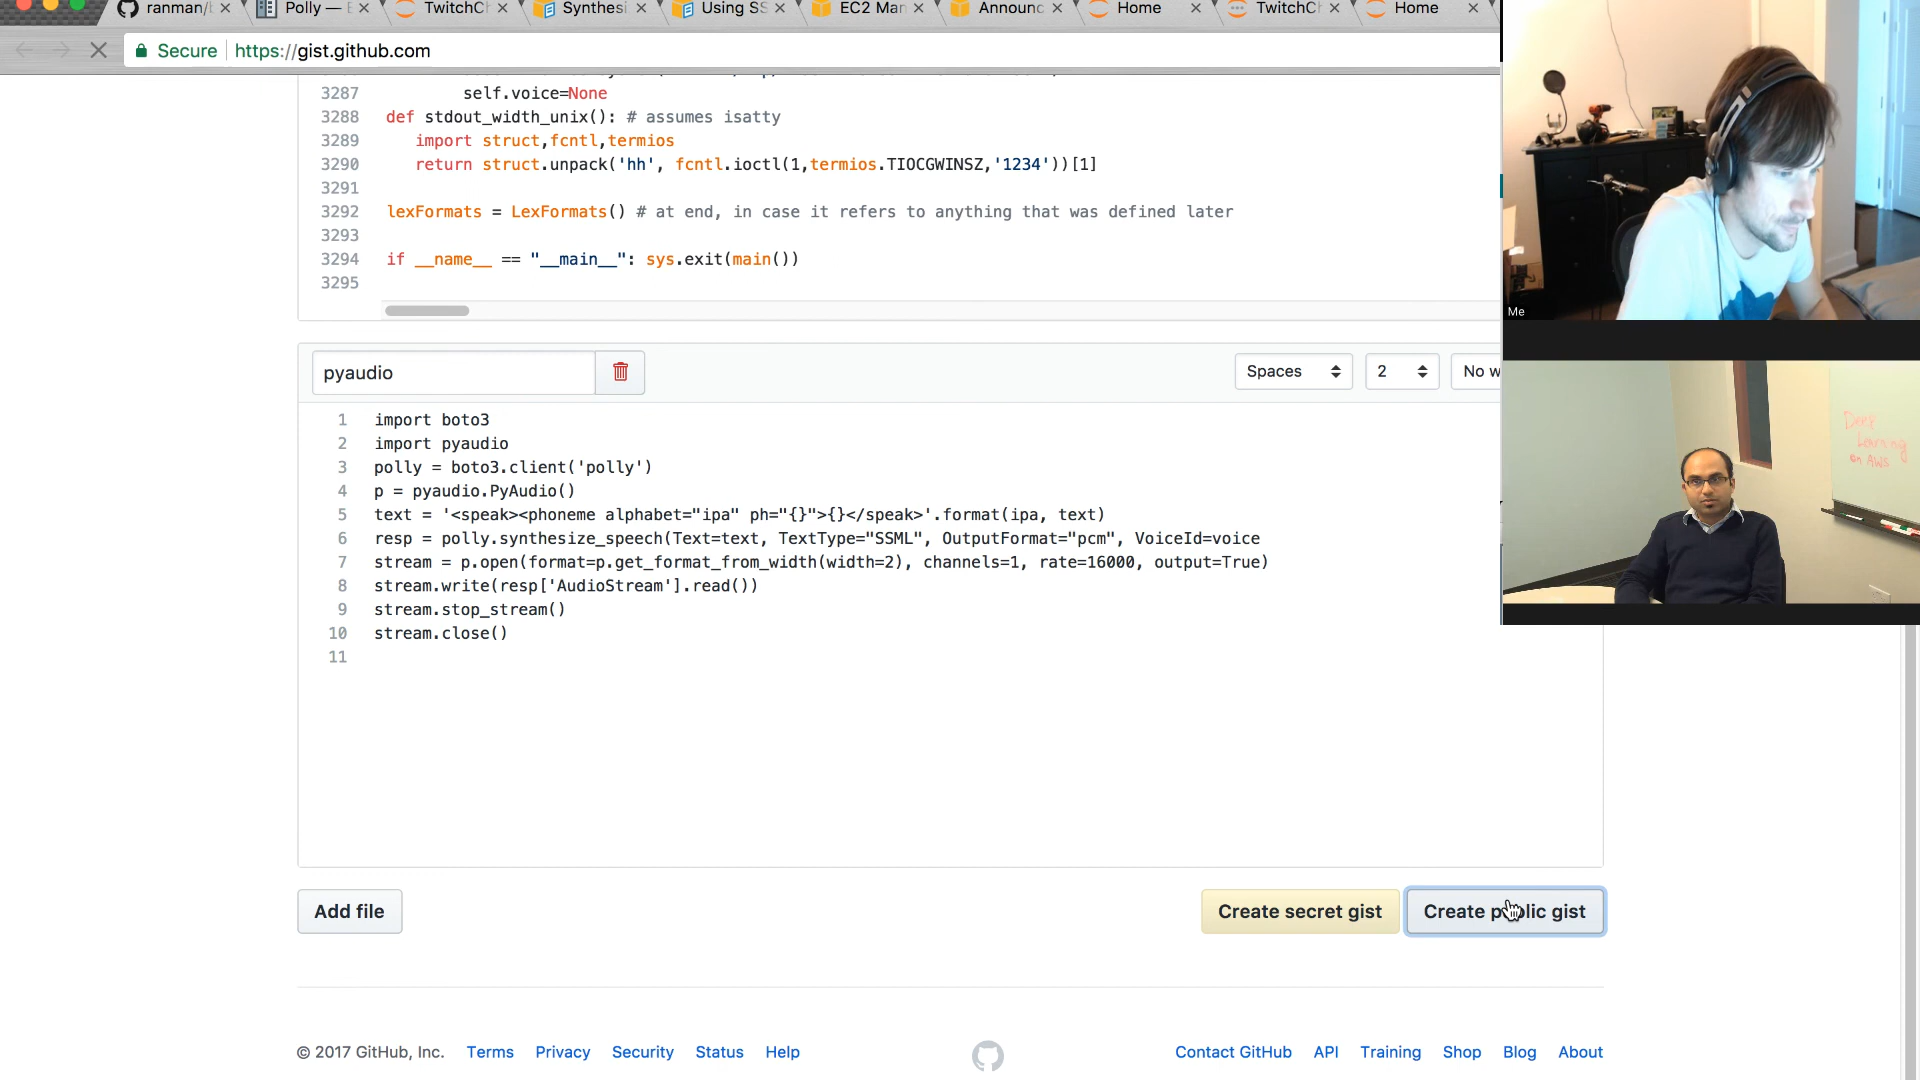 ranman/
Polly —
TwitchC
Synthesi
Using SS
EC2 Man
Announc
Home
TwitchC
Home
Secure
https://gist.github.com
3287 self.voice=None
3288 def stdout_width_unix(): # assumes isatty
3289 import struct,fcntl,termios
3290 return struct.unpack('hh', fcntl.ioctl(1,termios.TIOCGWINSZ,'1234'))[1]
3291
3292 lexFormats = LexFormats() # at end, in case it refers to anything that was defined later
3293
3294 if __name__ == "__main__": sys.exit(main())
3295
pyaudio
Spaces
2
No w
1 import boto3
2 import pyaudio
3 polly = boto3.client('polly')
4 p = pyaudio.PyAudio()
5 text = '<speak><phoneme alphabet="ipa" ph="{}">{}</speak>'.format(ipa, text)
6 resp = polly.synthesize_speech(Text=text, TextType="SSML", OutputFormat="pcm", VoiceId=voice
7 stream = p.open(format=p.get_format_from_width(width=2), channels=1, rate=16000, output=True)
8 stream.write(resp['AudioStream'].read())
9 stream.stop_stream()
10 stream.close()
11
Me
Deep
Learning
on AWS
Add file
Create secret gist
Create public gist
© 2017 GitHub, Inc. Terms Privacy Security Status Help
Contact GitHub API Training Shop Blog About